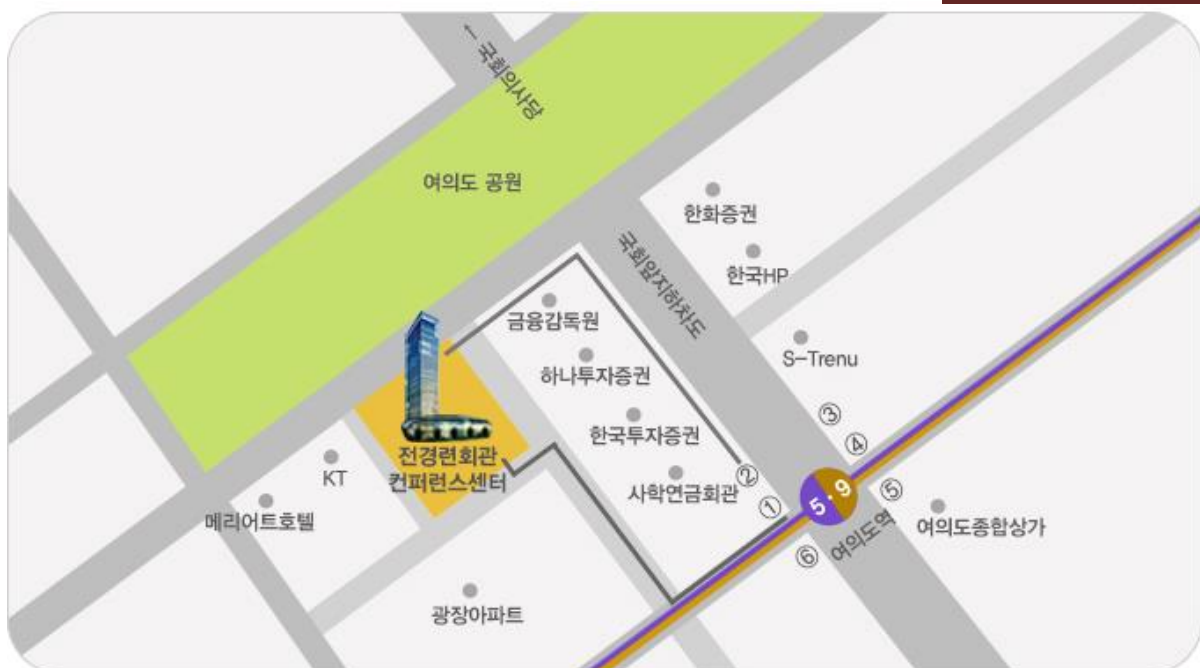 ← 국회의사당
여의도 공원
한화증권
국회앞지하차도
한국HP
금융감독원
S-Trenu
하나투자증권
③
한국투자증권
④
전경련회관
컨퍼런스센터
KT
②
사학연금회관
①
5·9
⑤
메리어트호텔
여의도종합상가
여의도역
⑥
광장아파트